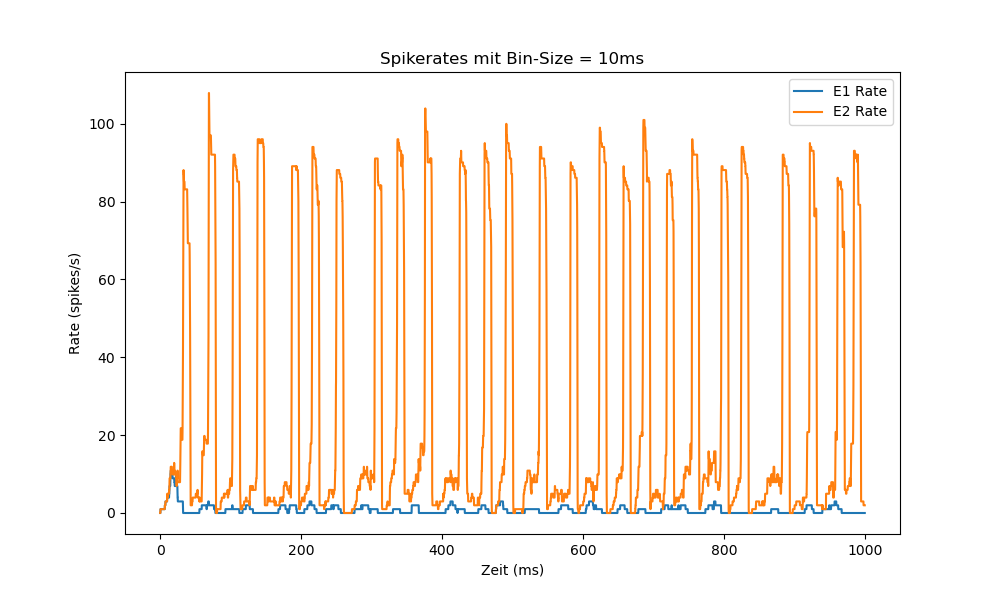 Spikerates mit Bin-Size = 10ms
E1 Rate
E2 Rate
100
80
60
40
20
0
Rate (spikes/s)
0 200 400 600 800 1000
Zeit (ms)